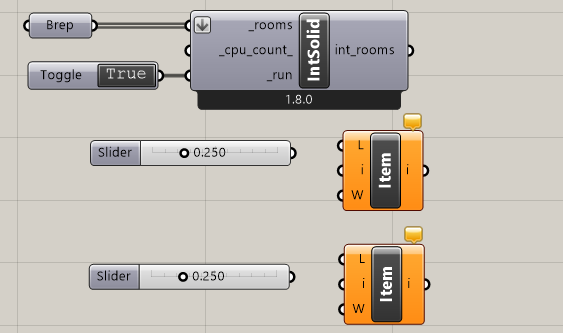 Brep
_rooms
_cpu_count_
_run
IntSolid
int_rooms
Toggle True
1.8.0
Slider 0.250
L
i
W
Item
i
Slider 0.250
L
i
W
Item
i